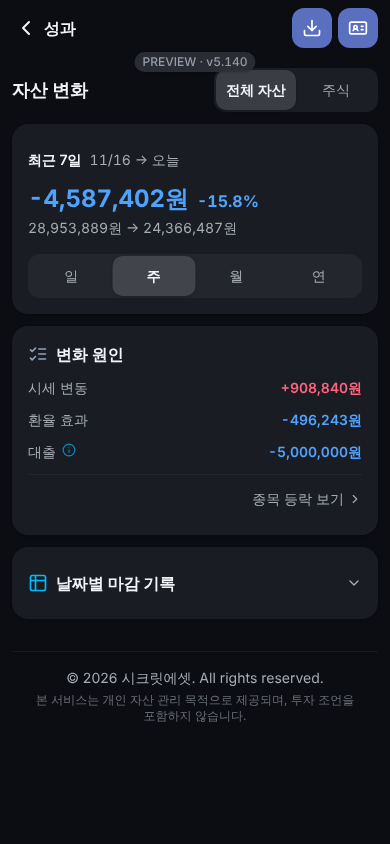 성과
PREVIEW · v5.140
자산 변화
전체 자산
주식
최근 7일 11/16 → 오늘
-4,587,402원 -15.8%
28,953,889원 → 24,366,487원
일
주
월
연
변화 원인
시세 변동 +908,840원
환율 효과 -496,243원
대출 -5,000,000원
종목 등락 보기 >
날짜별 마감 기록
© 2026 시크릿에셋. All rights reserved.
본 서비스는 개인 자산 관리 목적으로 제공되며, 투자 조언을
포함하지 않습니다.